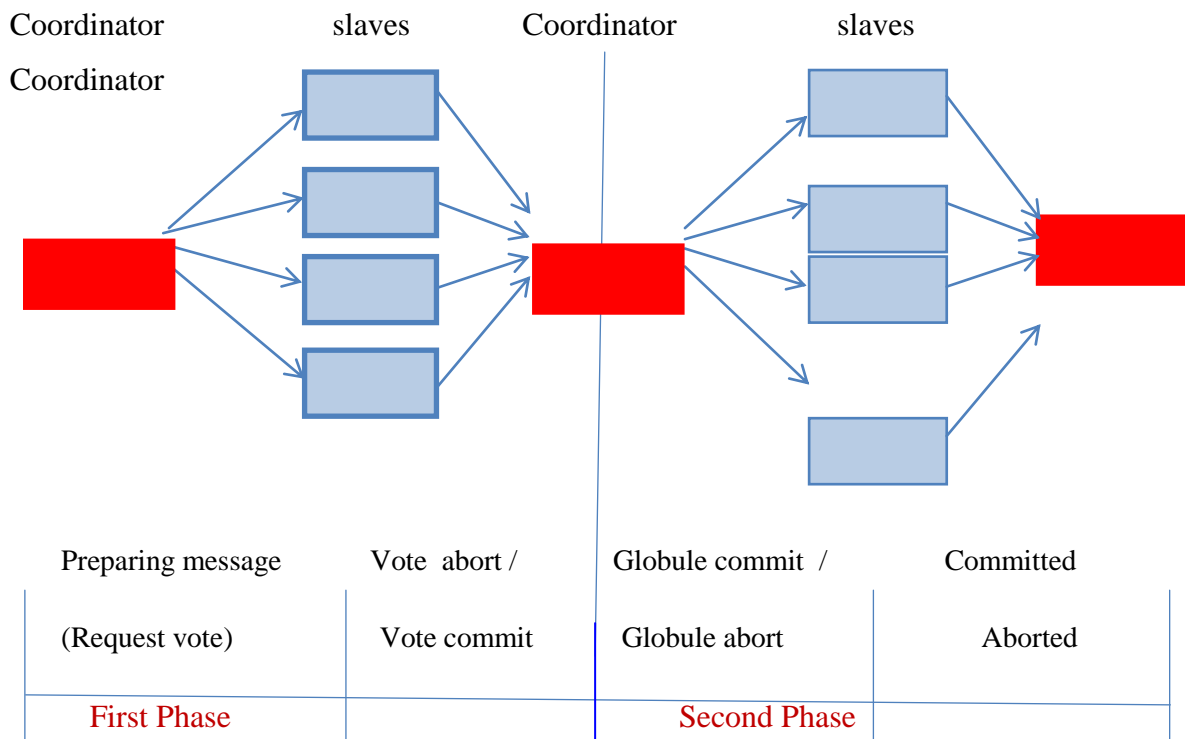 Coordinator slaves Coordinator slaves
Coordinator
Preparing message Vote abort / Globule commit / Committed
(Request vote) Vote commit Globule abort Aborted
First Phase Second Phase